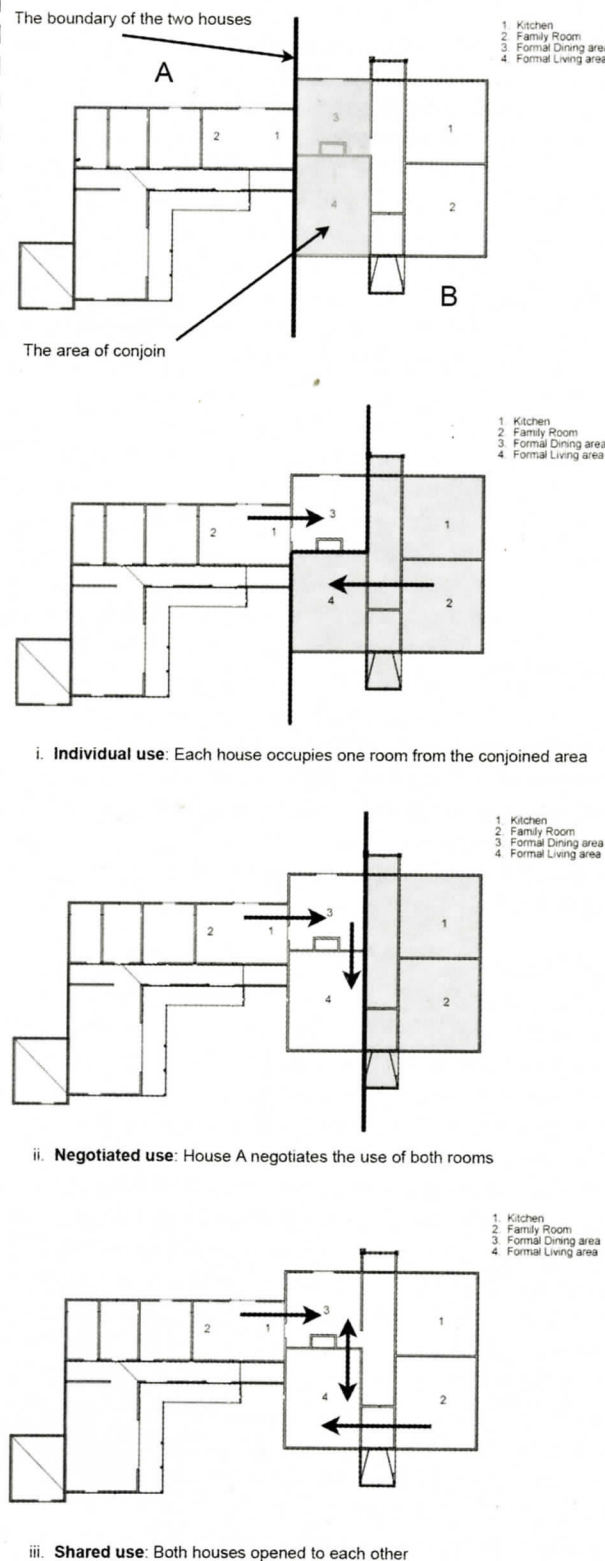 The boundary of the two houses
A
1. Kitchen
2. Family Room
3. Formal Dining area
4. Formal Living area
3
2
1
1
4
2
B
The area of conjoin
1. Kitchen
2. Family Room
3. Formal Dining area
4. Formal Living area
3
2
1
1
4
2
i. Individual use: Each house occupies one room from the conjoined area
1. Kitchen
2. Family Room
3. Formal Dining area
4. Formal Living area
3
2
1
1
4
2
ii. Negotiated use: House A negotiates the use of both rooms
1. Kitchen
2. Family Room
3. Formal Dining area
4. Formal Living area
3
2
1
1
4
2
iii. Shared use: Both houses opened to each other